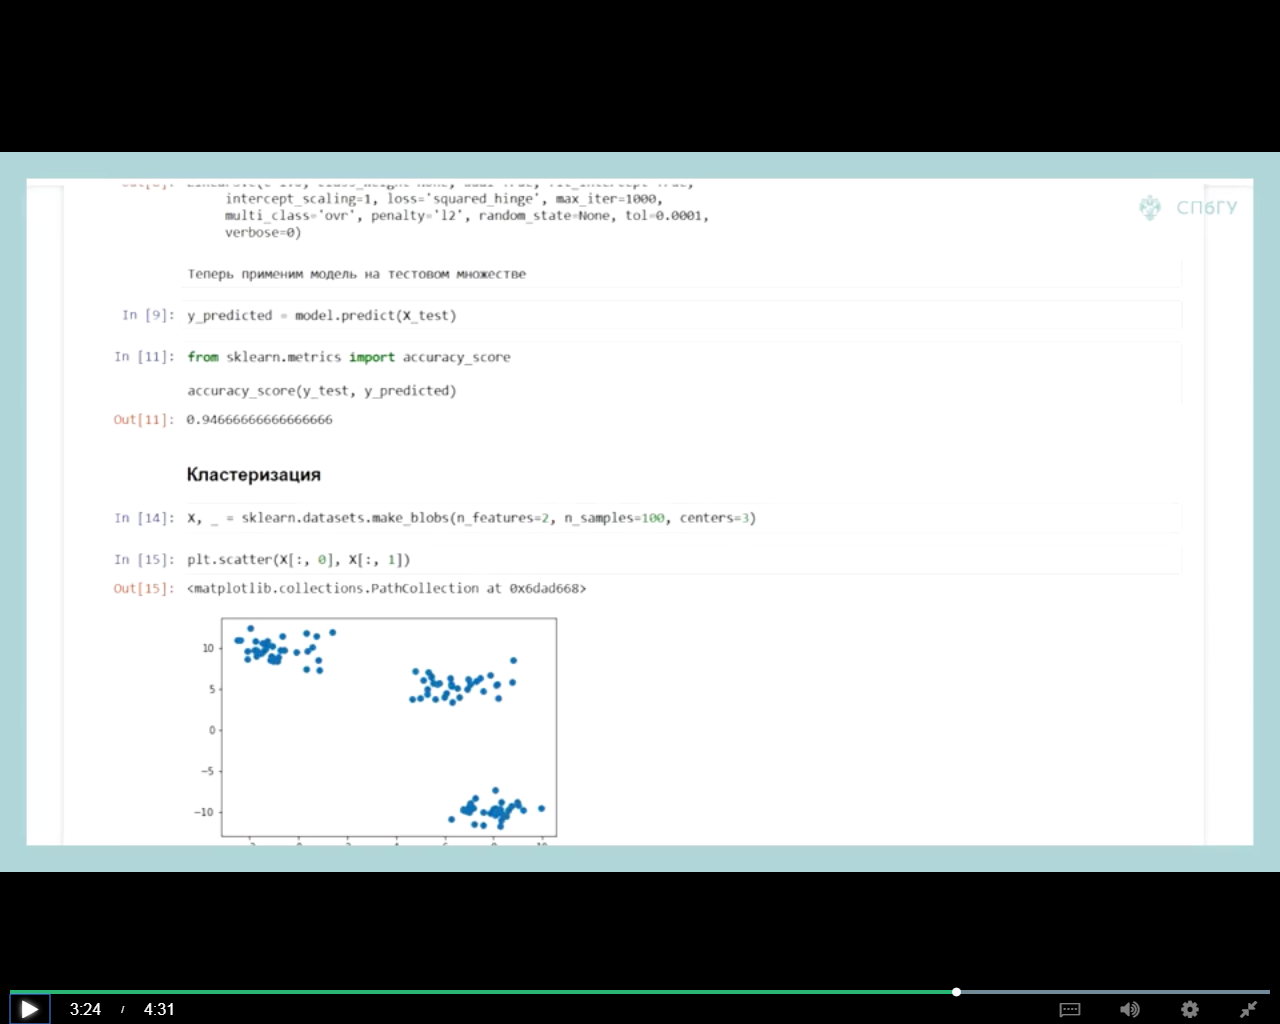 intercept_scaling=1, loss='squared_hinge', max_iter=1000,
multi_class='ovr', penalty='l2', random_state=None, tol=0.0001,
verbose=0)
СПбГУ
Теперь применим модель на тестовом множестве
In [9]: y_predicted = model.predict(X_test)
In [11]: from sklearn.metrics import accuracy_score
accuracy_score(y_test, y_predicted)
Out[11]: 0.94666666666666666
Кластеризация
In [14]: X, _ = sklearn.datasets.make_blobs(n_features=2, n_samples=100, centers=3)
In [15]: plt.scatter(X[:, 0], X[:, 1])
Out[15]: <matplotlib.collections.PathCollection at 0x6dad668>
10
5
0
−5
−10
3:24 / 4:31